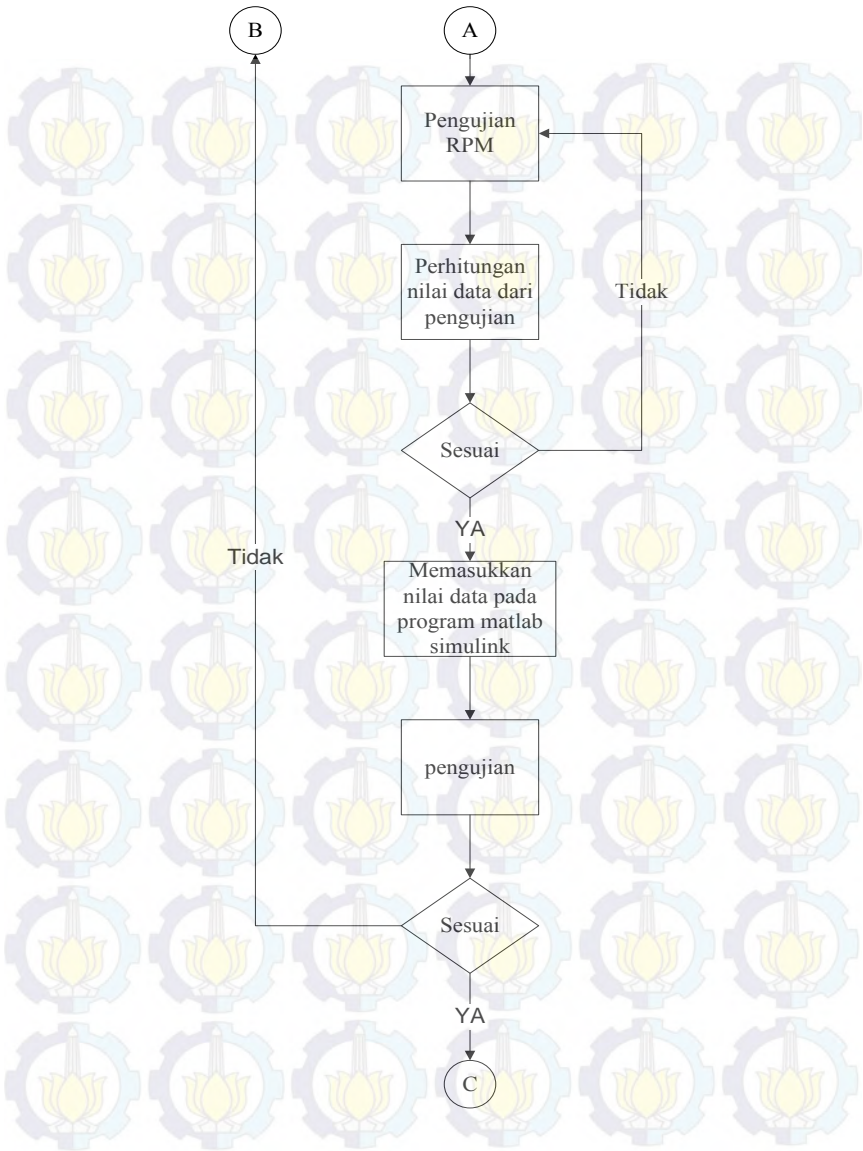 B
A
Pengujian
RPM
Perhitungan
nilai data dari
pengujian
Tidak
Sesuai
YA
Tidak
Memasukkan
nilai data pada
program matlab
simulink
pengujian
Sesuai
YA
C